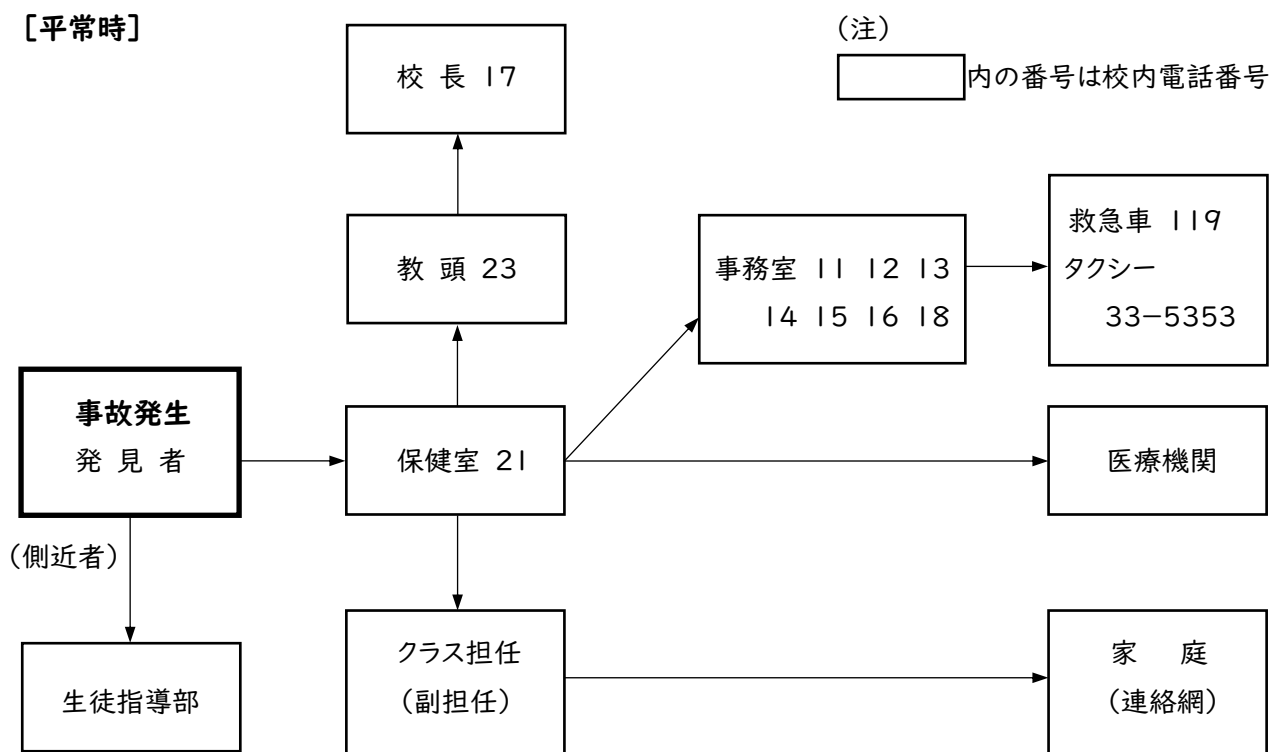 [平常時]
(注)
内の番号は校内電話番号
校 長 17
教 頭 23
事務室 11 12 13
14 15 16 18
救急車 119
タクシー
33−5353
事故発生
発 見 者
保健室 21
医療機関
(側近者)
生徒指導部
クラス担任
(副担任)
家 庭
(連絡網)